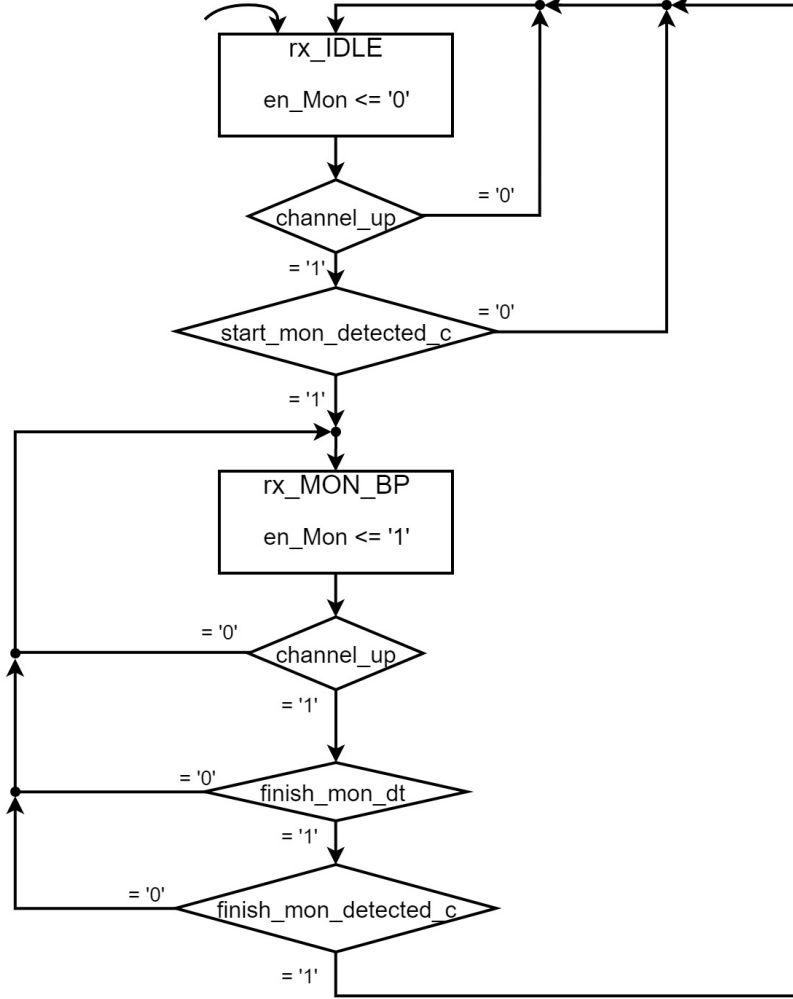 rx_IDLE
en_Mon <= '0'
channel_up
= '0'
= '1'
start_mon_detected_c
= '0'
= '1'
rx_MON_BP
en_Mon <= '1'
= '0'
channel_up
= '1'
= '0'
finish_mon_dt
= '1'
= '0'
finish_mon_detected_c
= '1'